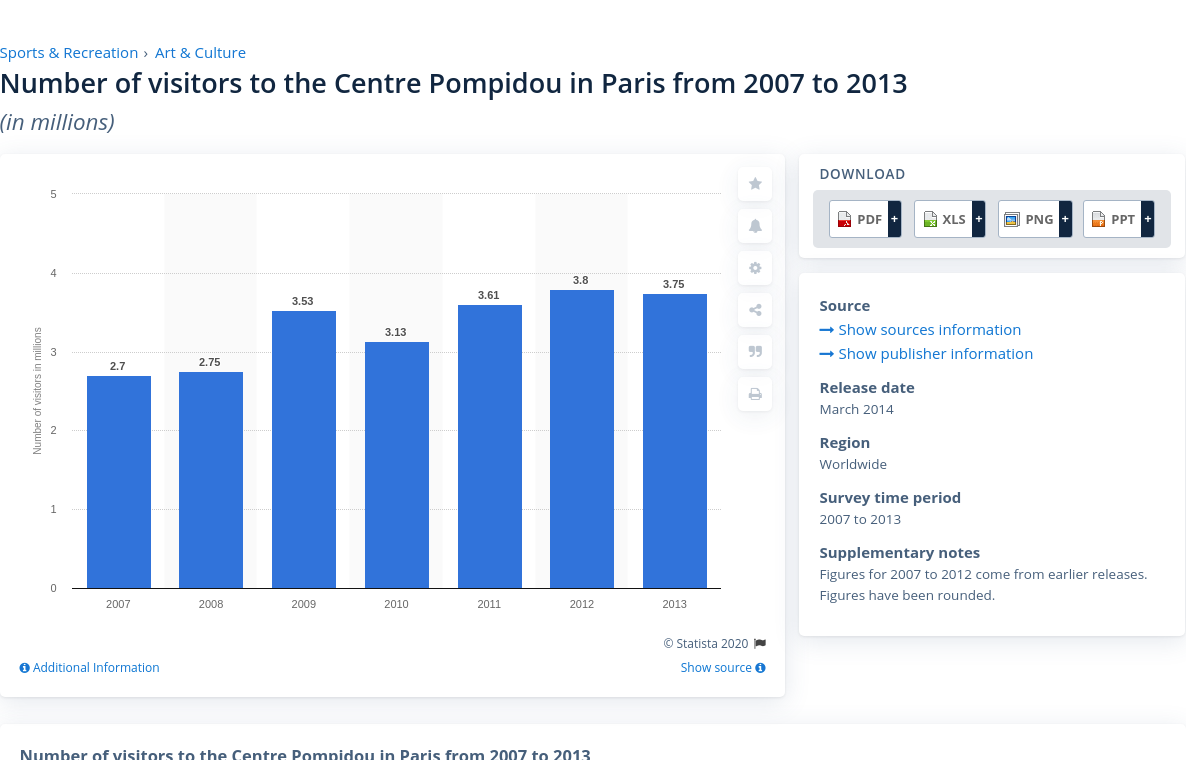 Sports & Recreation › Art & Culture
Number of visitors to the Centre Pompidou in Paris from 2007 to 2013
(in millions)
Number of visitors in millions
5
4
3
2
1
0
2.7
2.75
3.53
3.13
3.61
3.8
3.75
2007
2008
2009
2010
2011
2012
2013
© Statista 2020
Additional Information
Show source
DOWNLOAD
PDF +
XLS +
PNG +
PPT +
Source
Show sources information
Show publisher information
Release date
March 2014
Region
Worldwide
Survey time period
2007 to 2013
Supplementary notes
Figures for 2007 to 2012 come from earlier releases.
Figures have been rounded.
Number of visitors to the Centre Pompidou in Paris from 2007 to 2013